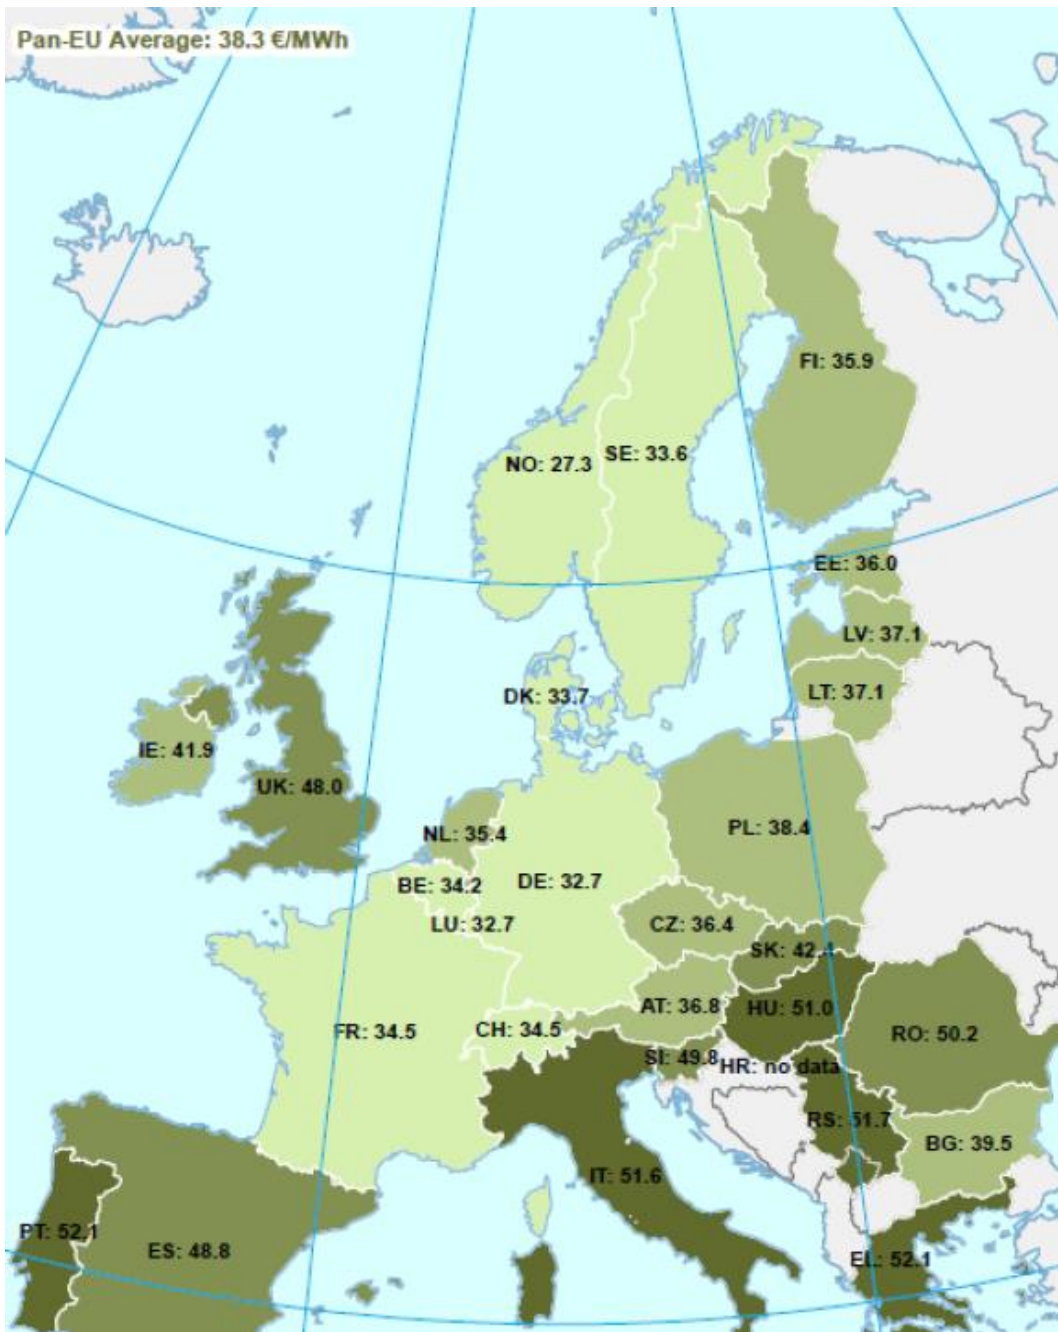 Pan-EU Average: 38.3 €/MWh
FI: 35.9
NO: 27.3
SE: 33.6
EE: 36.0
LV: 37.1
LT: 37.1
DK: 33.7
IE: 41.9
UK: 48.0
NL: 35.4
PL: 38.4
BE: 34.2
DE: 32.7
LU: 32.7
CZ: 36.4
SK: 42.4
AT: 36.8
HU: 51.0
FR: 34.5
CH: 34.5
RO: 50.2
SI: 49.8
HR: no data
RS: 51.7
BG: 39.5
IT: 51.6
PT: 52.1
ES: 48.8
EL: 52.1